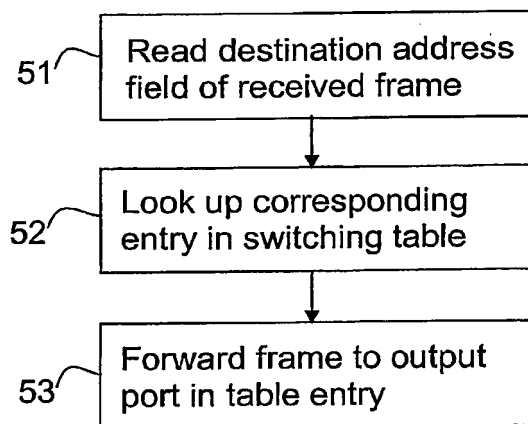 51
Read destination address
field of received frame
52
Look up corresponding
entry in switching table
53
Forward frame to output
port in table entry